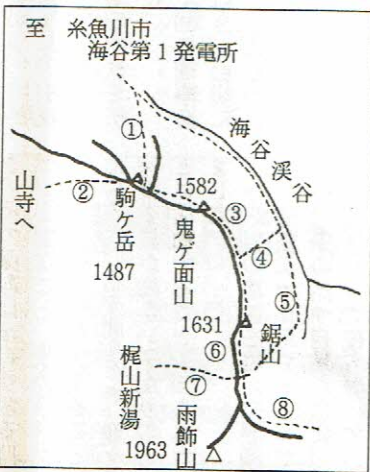 至 糸魚川市
海谷第1発電所
①
海谷渓谷
②
山寺へ
駒ケ岳
1487
1582
鬼ゲ面山
③
④
⑤
1631
鋸山
⑥
梶山新湯
⑦
⑧
雨飾山
1963